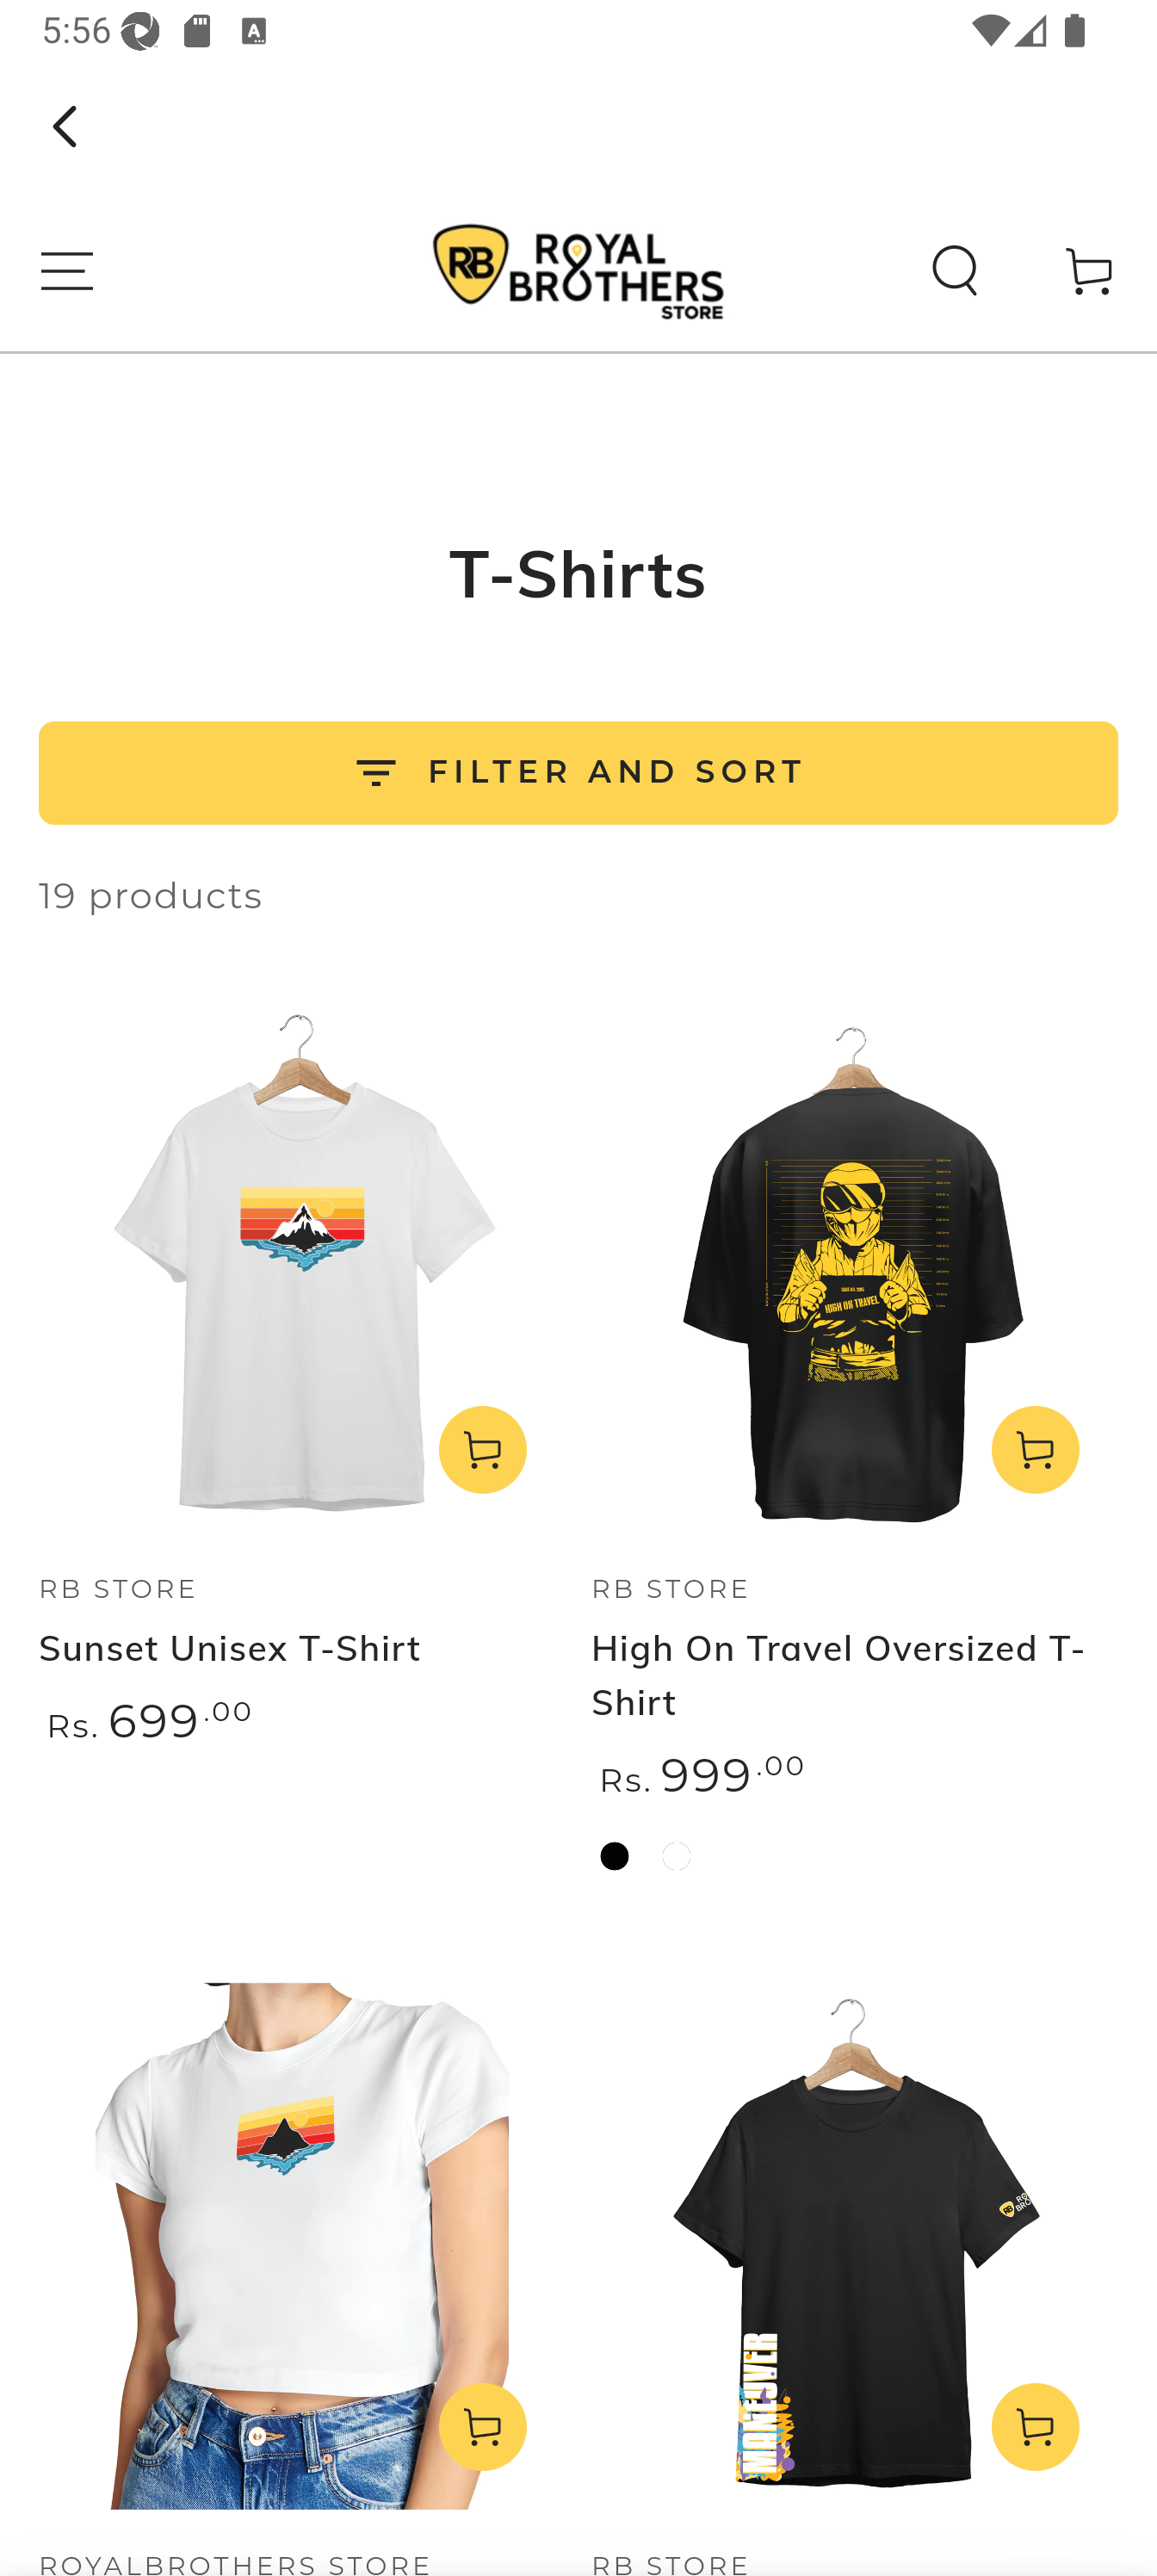 5:56
RB ROYAL
BROTHERS
STORE
T-Shirts
FILTER AND SORT
19 products
HIGH ON TRAVEL
RB STORE
Sunset Unisex T-Shirt
Rs. 699.00
RB STORE
High On Travel Oversized T-
Shirt
Rs. 999.00
RB
ROYALBROTHERS STORE
RB STORE